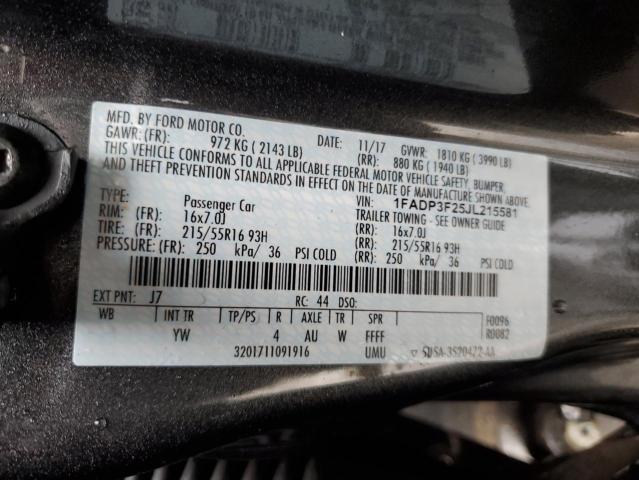 MFD. BY FORD MOTOR CO.
11/17 GVWR: 1810 KG ( 3990 LB)
GAWR: (FR): 972 KG ( 2143 LB) (RR): 880 KG ( 1940 LB)
THIS VEHICLE CONFORMS TO ALL APPLICABLE FEDERAL MOTOR VEHICLE SAFETY, BUMPER,
AND THEFT PREVENTION STANDARDS IN EFFECT ON THE DATE OF MANUFACTURE SHOWN ABOVE.
VIN: 1FADP3F25JL215581
TYPE: Passenger Car TRAILER TOWING - SEE OWNER GUIDE
RIM: (FR): 16x7.0J (RR): 16x7.0J
TIRE: (FR): 215/55R16 93H (RR): 215/55R16 93H
PRESSURE: (FR): 250 kPa/ 36 PSI COLD (RR): 250 kPa/ 36 PSI COLD
EXT PNT: J7 RC: 44 DSO:
WB INT TR TP/PS R AXLE TR SPR F0096
R0082
YW 4 AU W FFFF
3201711091916 UMU